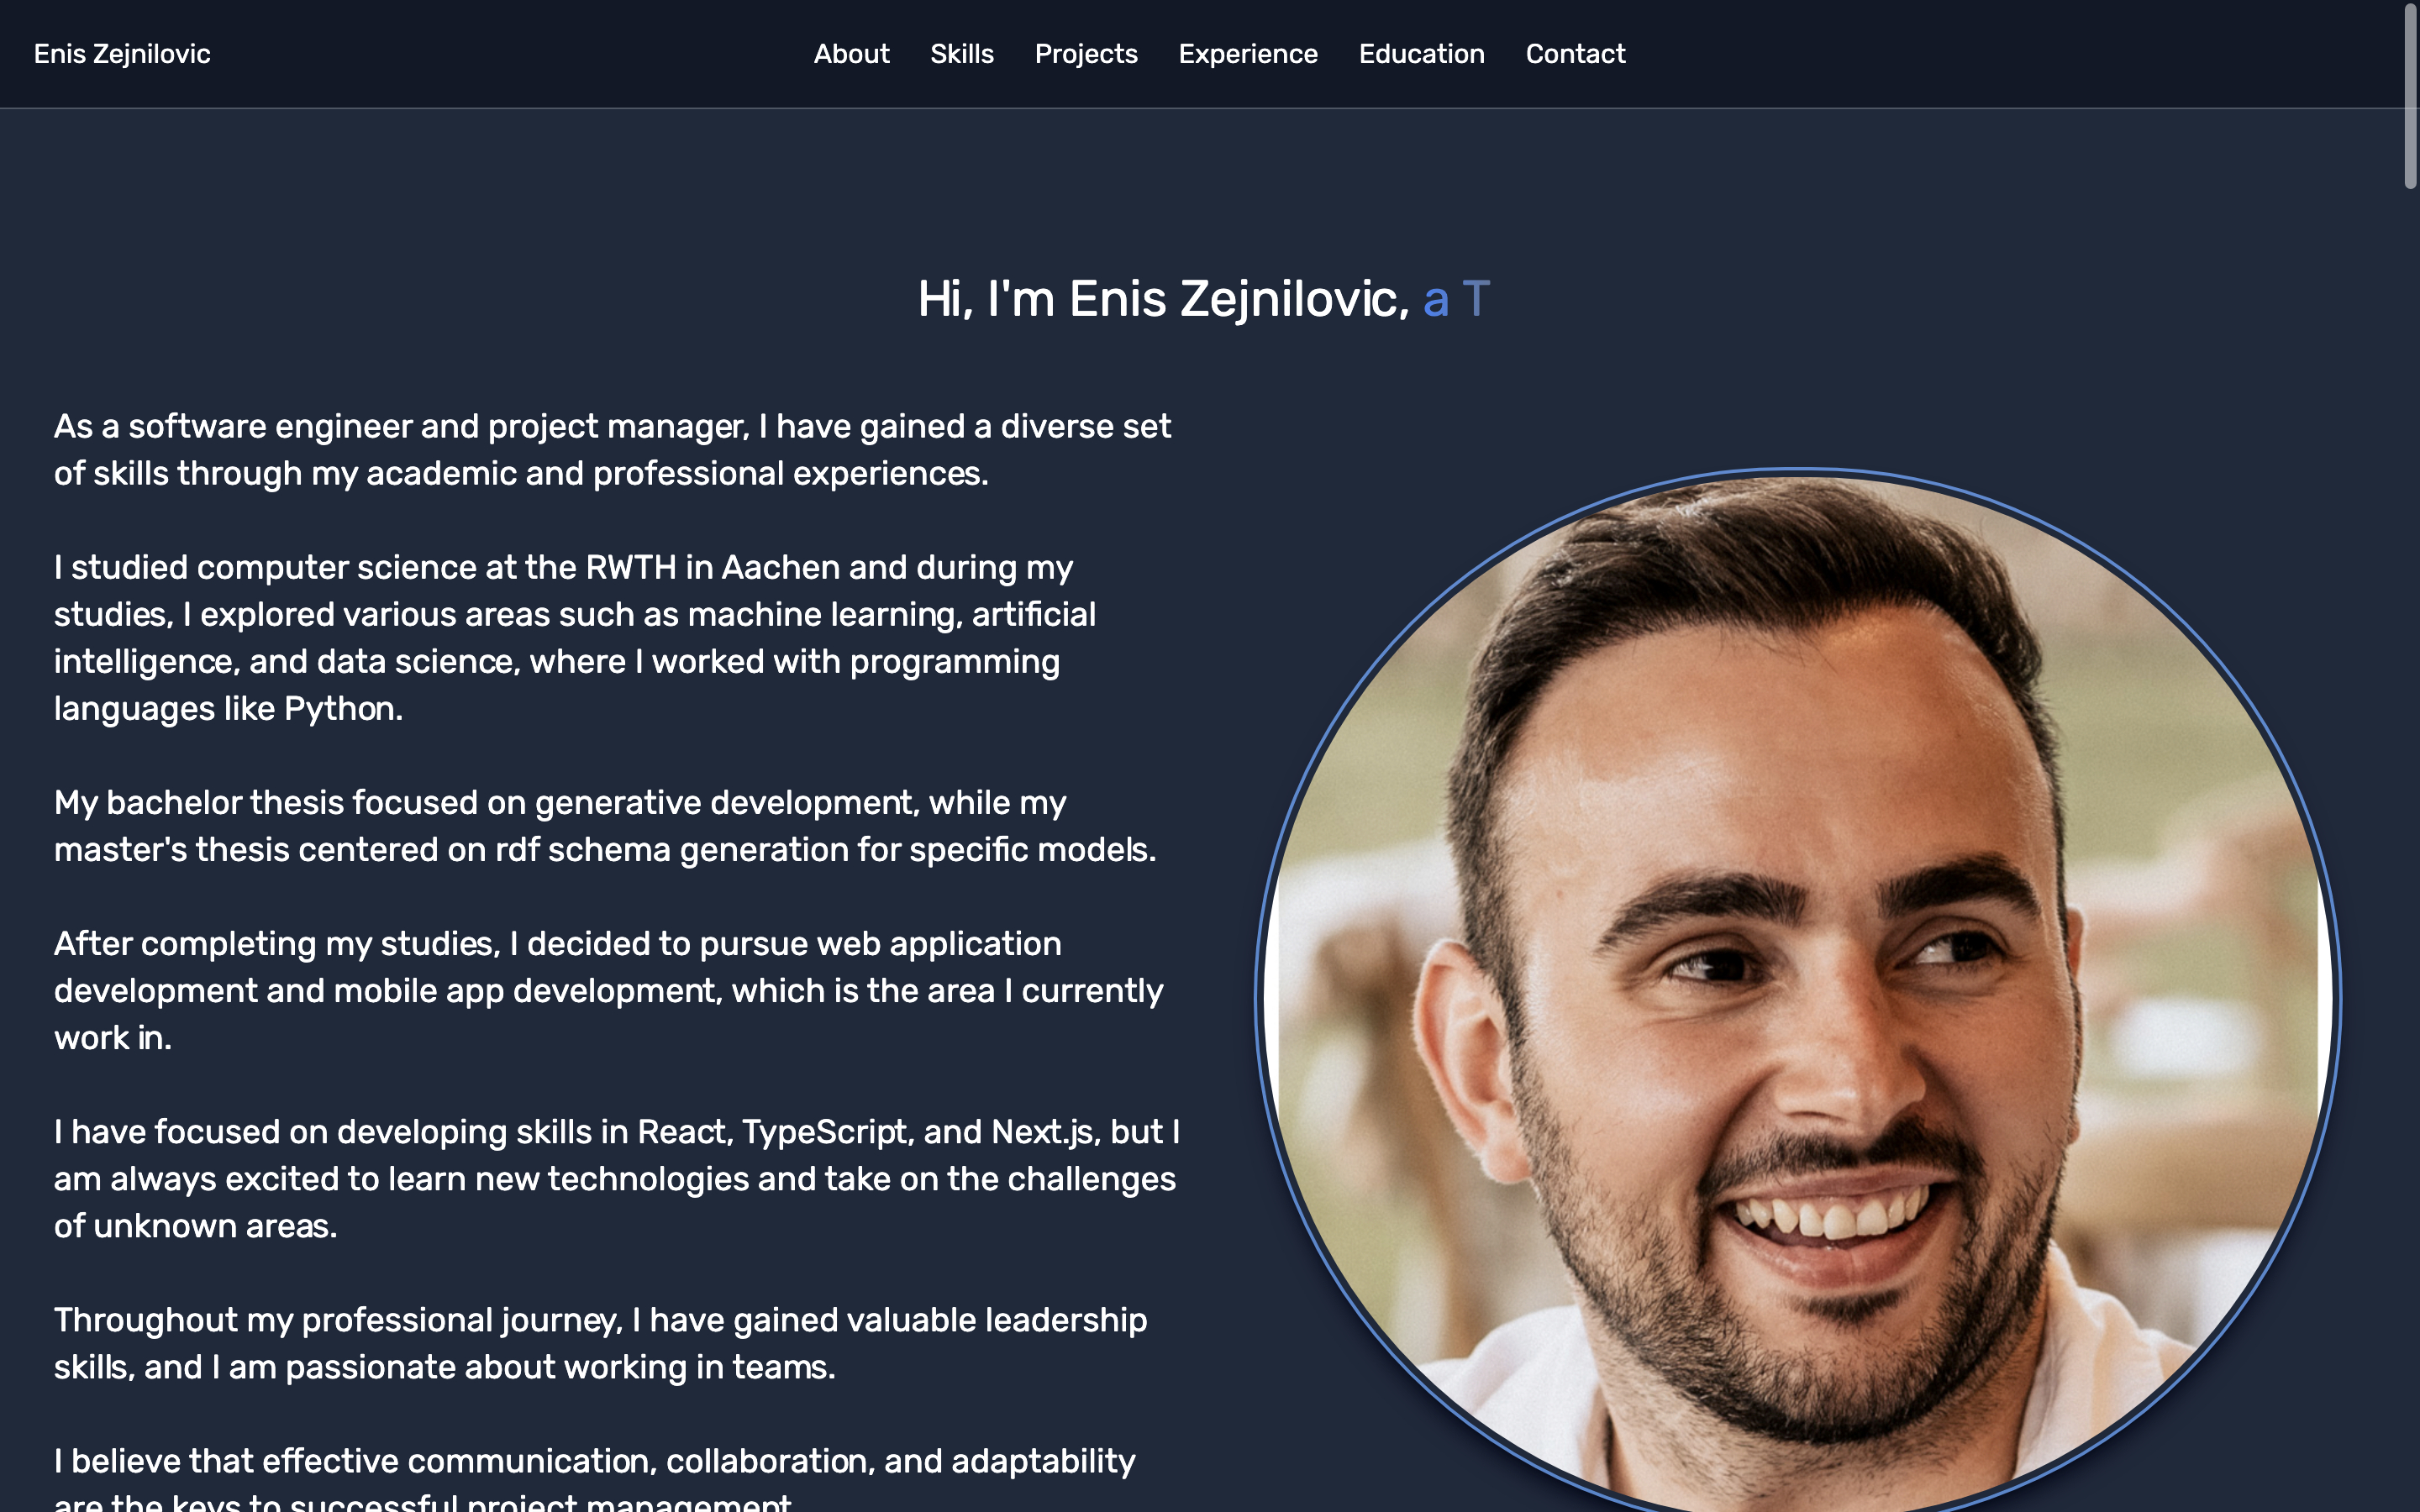 Enis Zejnilovic
About Skills Projects Experience Education Contact
Hi, I'm Enis Zejnilovic, a T
As a software engineer and project manager, I have gained a diverse set
of skills through my academic and professional experiences.
I studied computer science at the RWTH in Aachen and during my
studies, I explored various areas such as machine learning, artificial
intelligence, and data science, where I worked with programming
languages like Python.
My bachelor thesis focused on generative development, while my
master's thesis centered on rdf schema generation for specific models.
After completing my studies, I decided to pursue web application
development and mobile app development, which is the area I currently
work in.
I have focused on developing skills in React, TypeScript, and Next.js, but I
am always excited to learn new technologies and take on the challenges
of unknown areas.
Throughout my professional journey, I have gained valuable leadership
skills, and I am passionate about working in teams.
I believe that effective communication, collaboration, and adaptability
are the keys to successful project management.